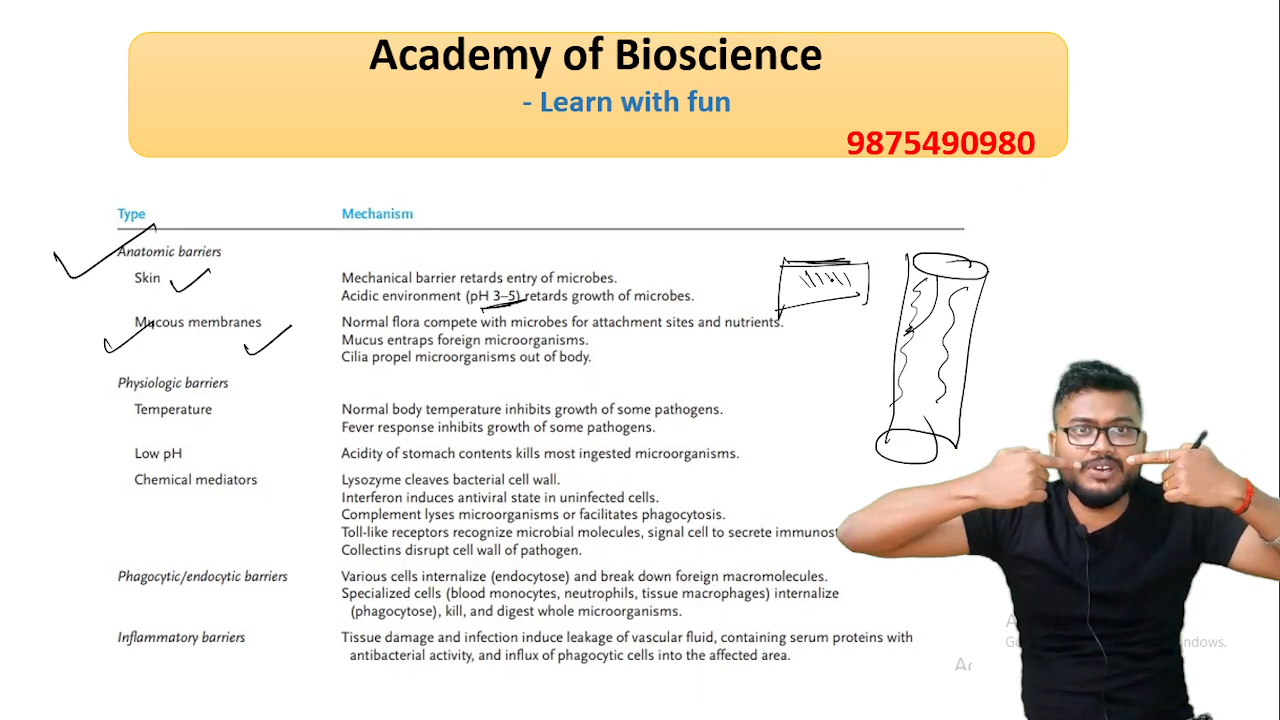 Academy of Bioscience
- Learn with fun
9875490980
Type Mechanism
Anatomic barriers
Skin Mechanical barrier retards entry of microbes.
Acidic environment (pH 3–5) retards growth of microbes.
Mucous membranes Normal flora compete with microbes for attachment sites and nutrients.
Mucus entraps foreign microorganisms.
Cilia propel microorganisms out of body.
Physiologic barriers
Temperature Normal body temperature inhibits growth of some pathogens.
Fever response inhibits growth of some pathogens.
Low pH Acidity of stomach contents kills most ingested microorganisms.
Chemical mediators Lysozyme cleaves bacterial cell wall.
Interferon induces antiviral state in uninfected cells.
Complement lyses microorganisms or facilitates phagocytosis.
Toll-like receptors recognize microbial molecules, signal cell to secrete immunost
Collectins disrupt cell wall of pathogen.
Phagocytic/endocytic barriers Various cells internalize (endocytose) and break down foreign macromolecules.
Specialized cells (blood monocytes, neutrophils, tissue macrophages) internalize
(phagocytose), kill, and digest whole microorganisms.
Inflammatory barriers Tissue damage and infection induce leakage of vascular fluid, containing serum proteins with
antibacterial activity, and influx of phagocytic cells into the affected area.